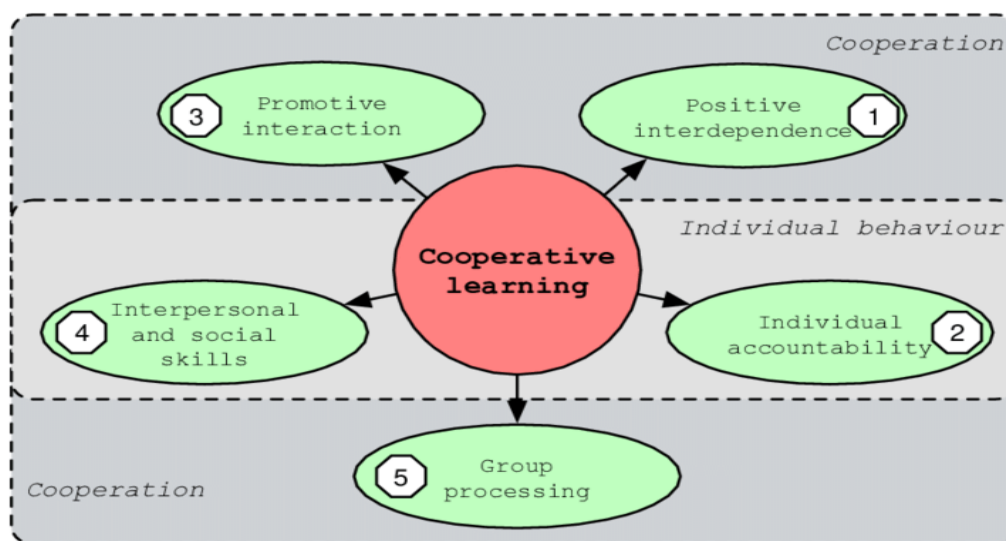 Cooperation
3
Promotive
interaction
Positive
interdependence
1
Individual behaviour
Cooperative
learning
4
Interpersonal
and social
skills
Individual
accountability
2
5
Group
processing
Cooperation